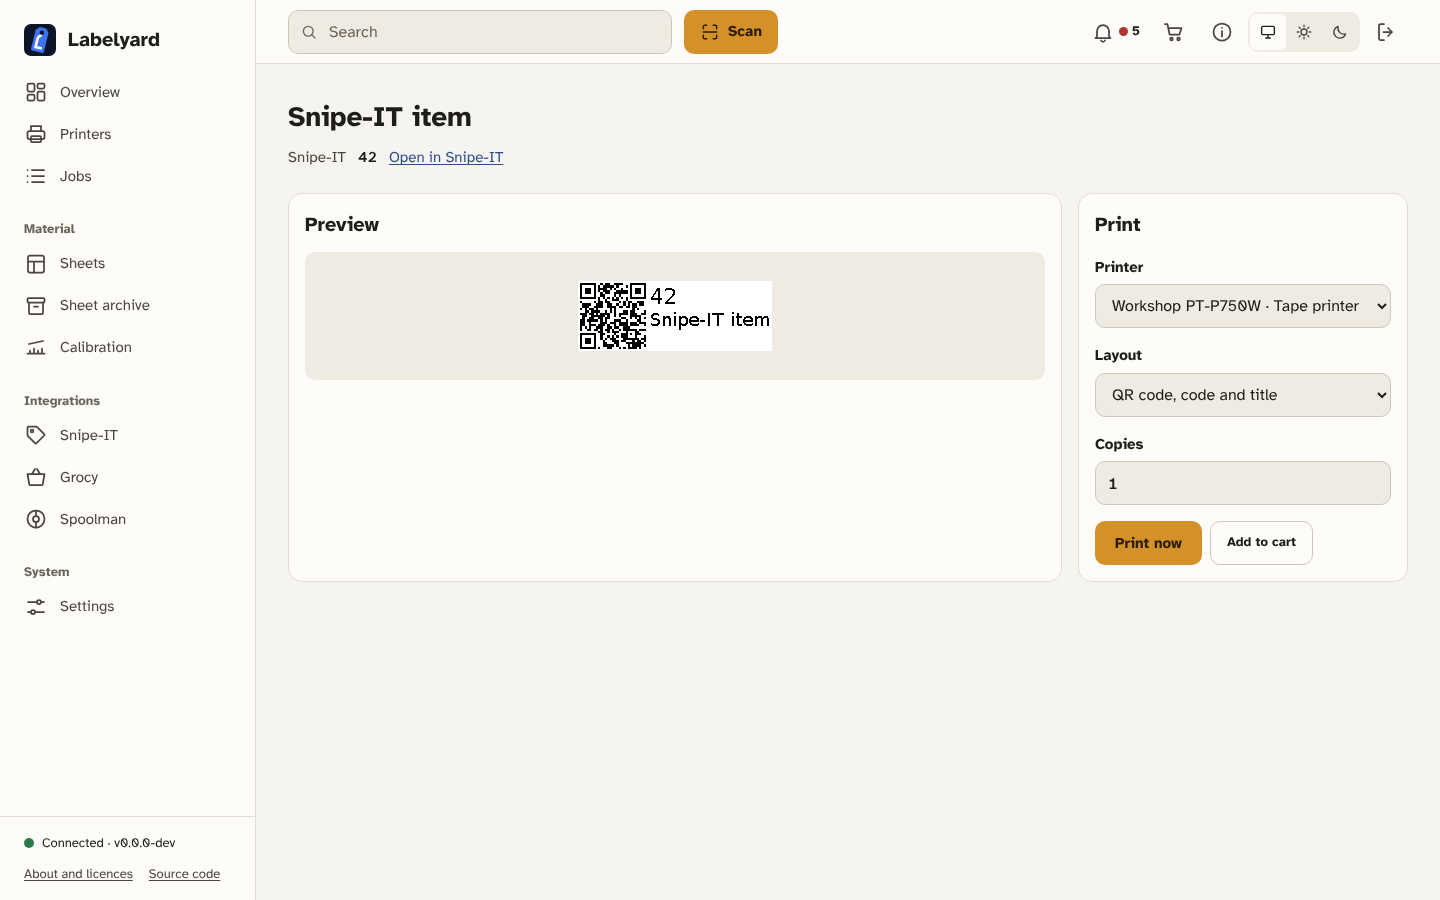 Labelyard
Overview
Printers
Jobs
Material
Sheets
Sheet archive
Calibration
Integrations
Snipe-IT
Grocy
Spoolman
System
Settings
Connected · v0.0.0-dev
About and licences Source code
Search
Scan
5
Snipe-IT item
Snipe-IT 42 Open in Snipe-IT
Preview
42
Snipe-IT item
Print
Printer
Workshop PT-P750W · Tape printer
Layout
QR code, code and title
Copies
1
Print now Add to cart